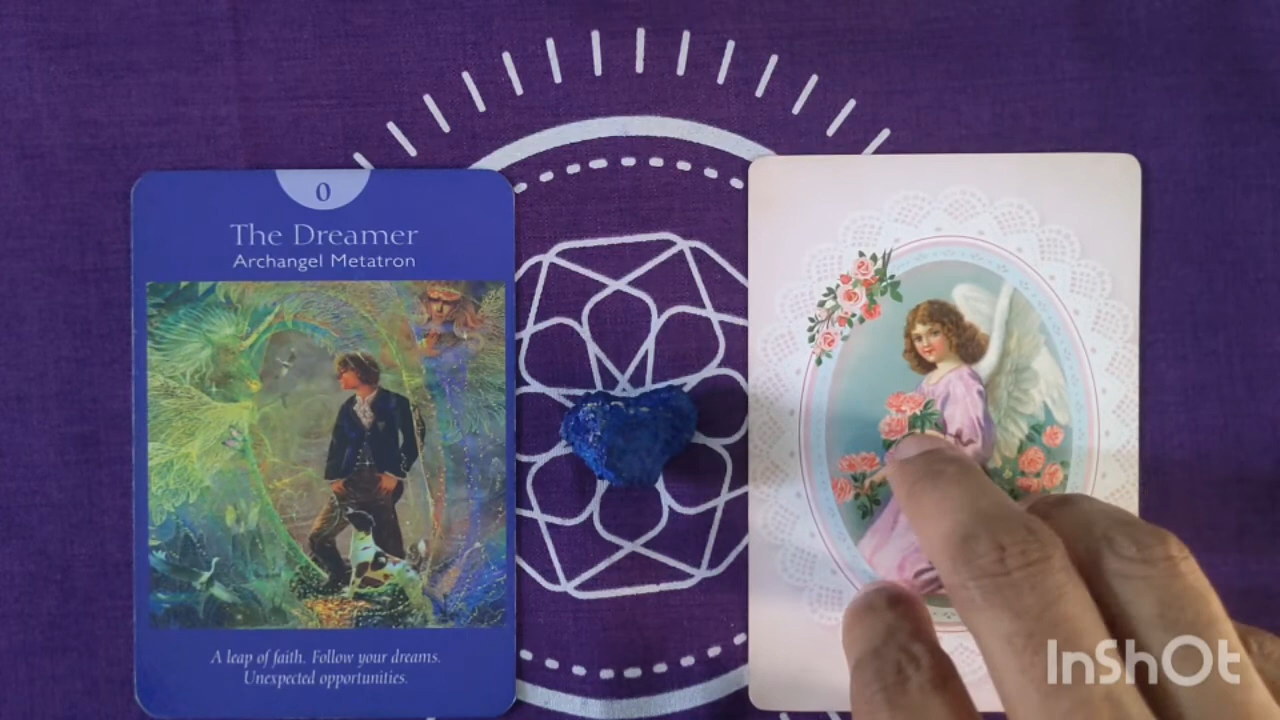 0
The Dreamer
Archangel Metatron
A leap of faith. Follow your dreams.
Unexpected opportunities.
InShOt